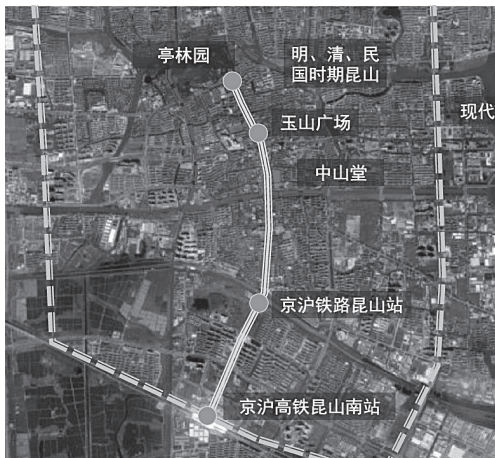 亭林园
明、清、民
国时期昆山
现代
玉山广场
中山堂
京沪铁路昆山站
京沪高铁昆山南站